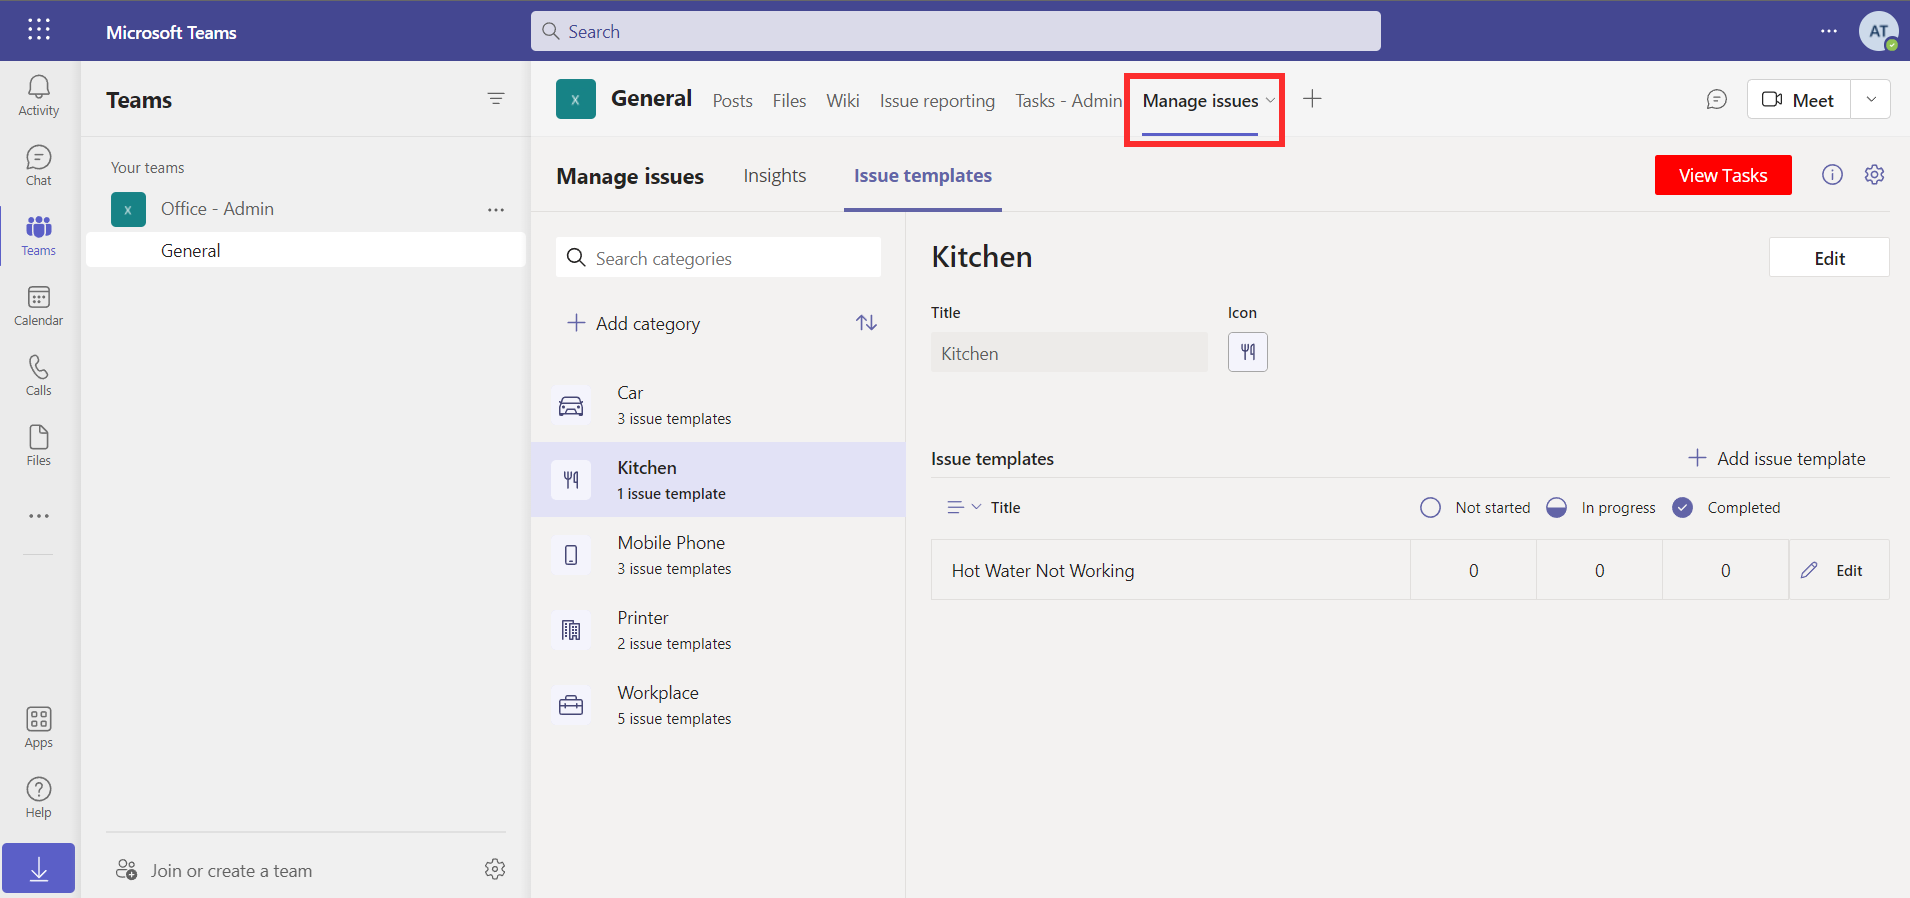 Microsoft Teams
Search
AT
Activity
Chat
Teams
Calendar
Calls
Files
Apps
Help
Teams
Your teams
X
Office - Admin
General
Join or create a team
X
General
Posts
Files
Wiki
Issue reporting
Tasks - Admin
Manage issues
Meet
Manage issues
Insights
Issue templates
View Tasks
Search categories
Add category
Car
3 issue templates
Kitchen
1 issue template
Mobile Phone
3 issue templates
Printer
2 issue templates
Workplace
5 issue templates
Kitchen
Edit
Title
Icon
Kitchen
Issue templates
Add issue template
Title
Not started
In progress
Completed
Hot Water Not Working
0
0
0
Edit